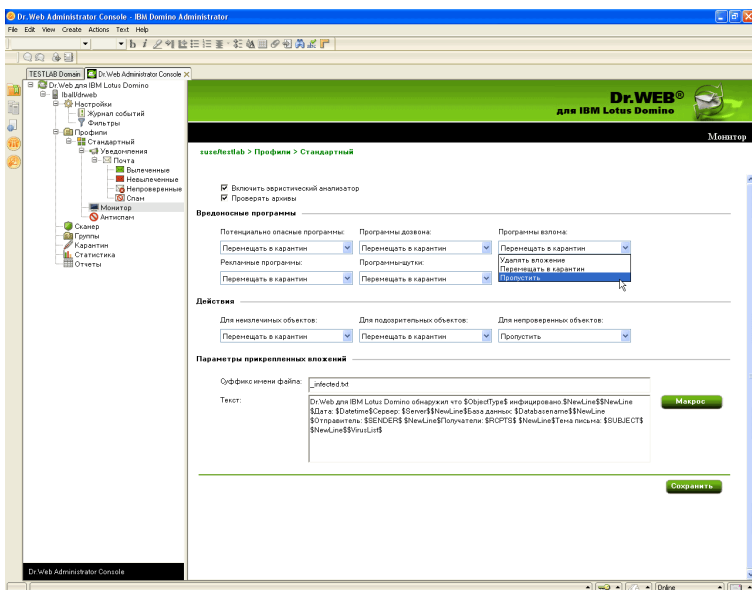 Dr.Web Administrator Console - IBM Domino Administrator
File Edit View Create Actions Text Help
TESTLAB Domain Dr.Web Administrator Console
Dr.Web для IBM Lotus Domino
Iball/drweb
Настройки
Журнал событий
Фильтры
Профили
Стандартный
Уведомления
Почта
Вылеченные
Невылеченные
Непроверенные
Спам
Монитор
Антиспам
Сканер
Группы
Карантин
Статистика
Отчеты
Dr.Web Administrator Console
Dr.WEB®
для IBM Lotus Domino
Монитор
suse/testlab > Профили > Стандартный
Включить эвристический анализатор
Проверять архивы
Вредоносные программы
Потенциально опасные программы: Программы дозвона: Программы взлома:
Перемещать в карантин Перемещать в карантин Перемещать в карантин
Рекламные программы: Программы-шутки:
Перемещать в карантин Перемещать в карантин
Удалять вложение
Перемещать в карантин
Пропустить
Действия
Для неизлечимых объектов: Для подозрительных объектов: Для непроверенных объектов:
Перемещать в карантин Перемещать в карантин Пропустить
Параметры прикрепленных вложений
Суффикс имени файла: _infected.txt
Текст:
Dr.Web для IBM Lotus Domino обнаружил что $ObjectType$ инфицировано.$NewLine$$NewLine
$Дата: $Datetime$Сервер: $Server$$NewLine$База данных: $Databasename$$NewLine
$Отправитель: $SENDER$ $NewLine$Получатели: $RCPTS$ $NewLine$Тема письма: $SUBJECT$
$NewLine$$VirusList$
Макрос
Сохранить
Online